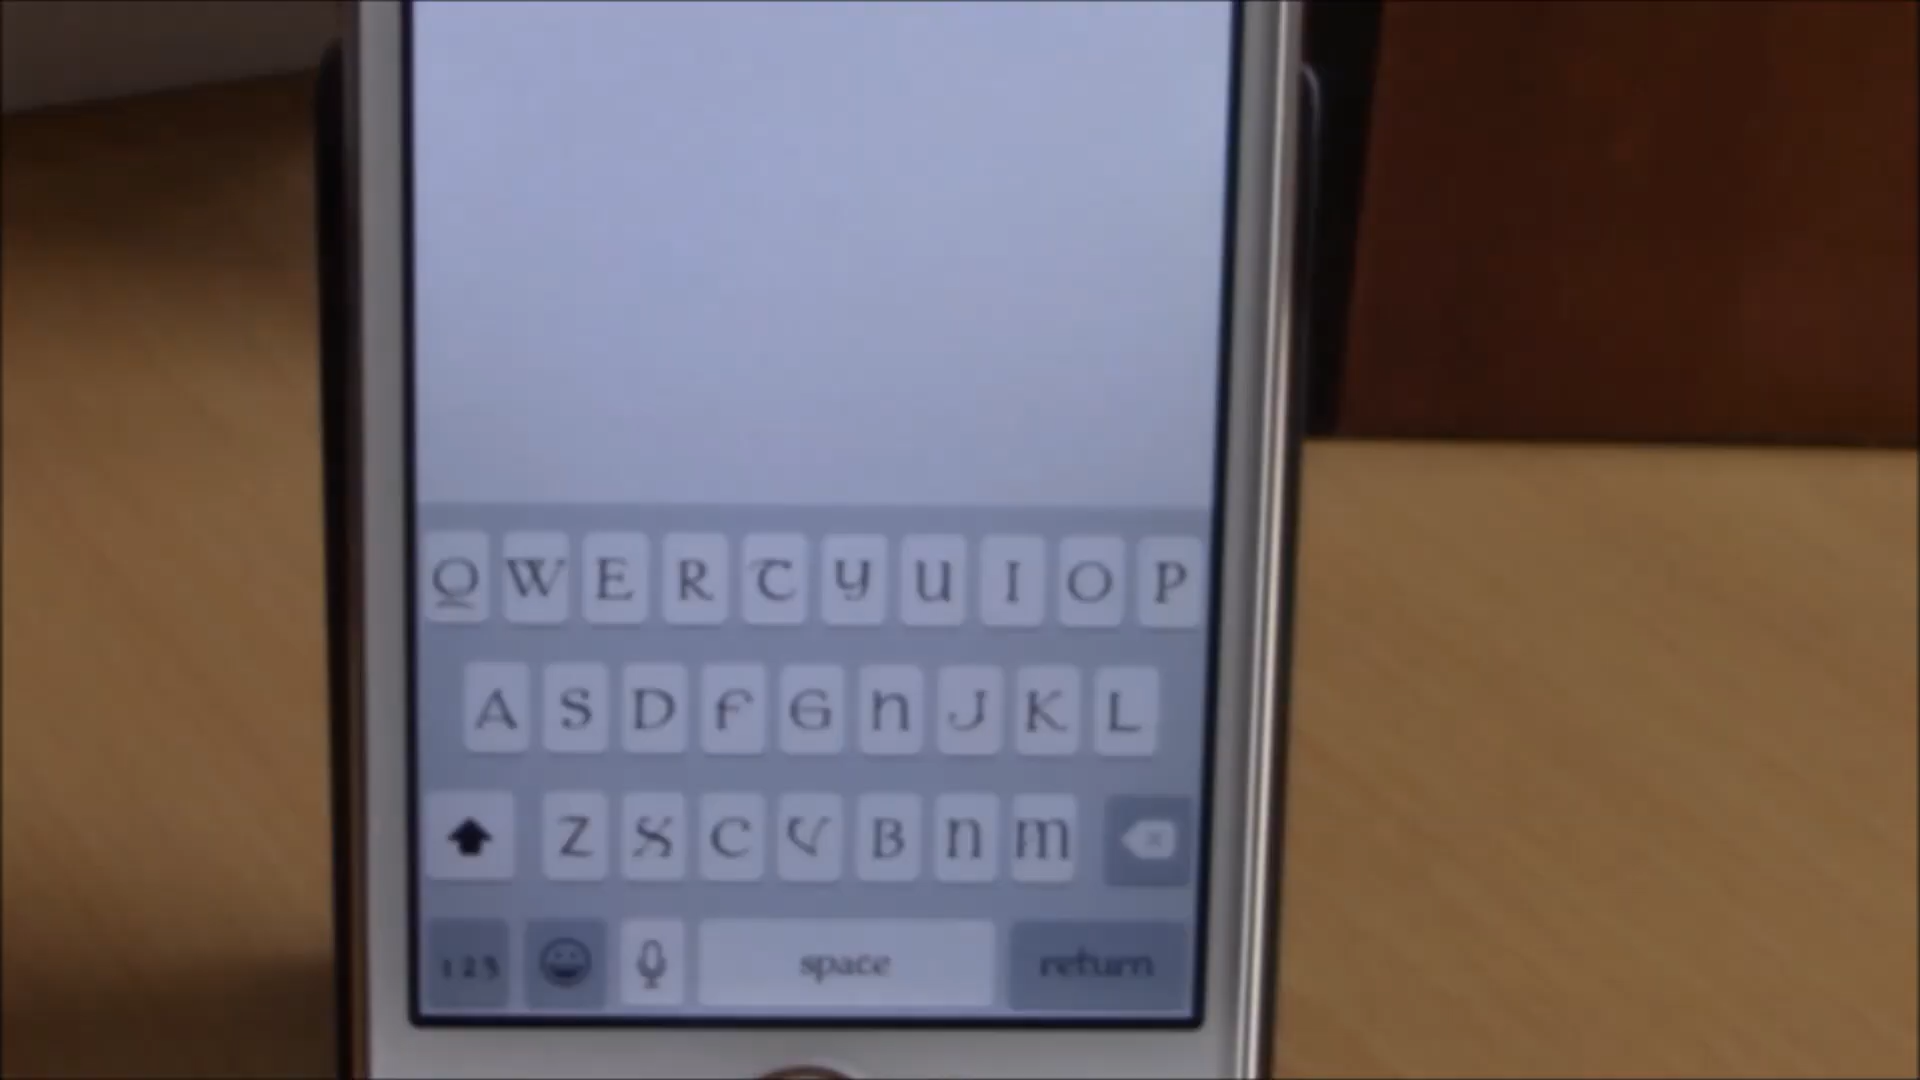 Q W E R T Y U I O P
A S D F G H J K L
Z X C V B N M
123 space return